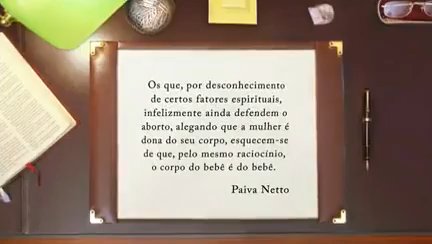 Os que, por desconhecimento
de certos fatores espirituais,
infelizmente ainda defendem o
aborto, alegando que a mulher é
dona do seu corpo, esquecem-se
de que, pelo mesmo raciocínio,
o corpo do bebê é do bebê.
Paiva Netto